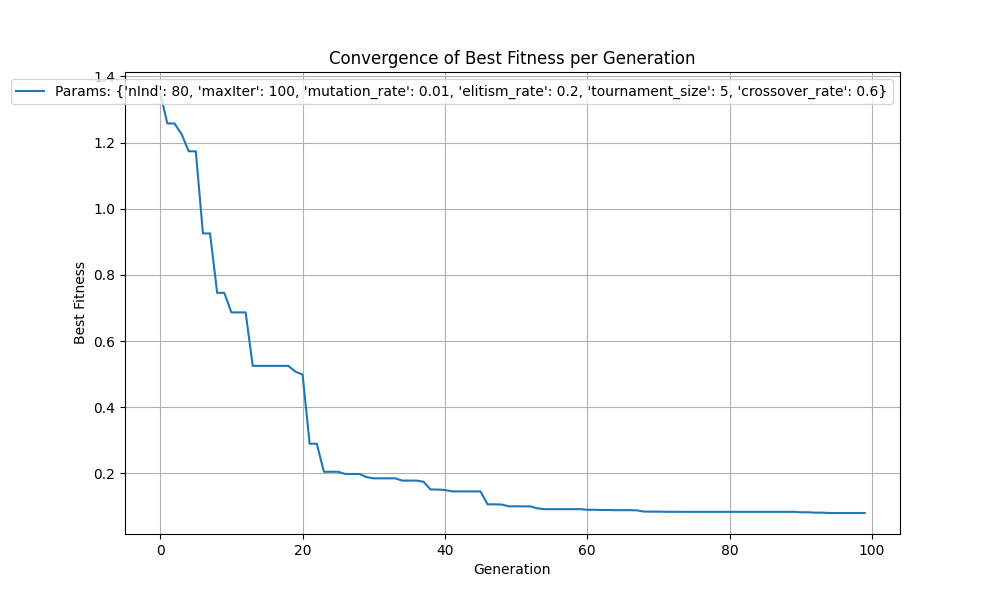 Convergence of Best Fitness per Generation
1.4
Params: {'nInd': 80, 'maxIter': 100, 'mutation_rate': 0.01, 'elitism_rate': 0.2, 'tournament_size': 5, 'crossover_rate': 0.6}
1.2
1.0
0.8
0.6
0.4
0.2
Best Fitness
0 20 40 60 80 100
Generation